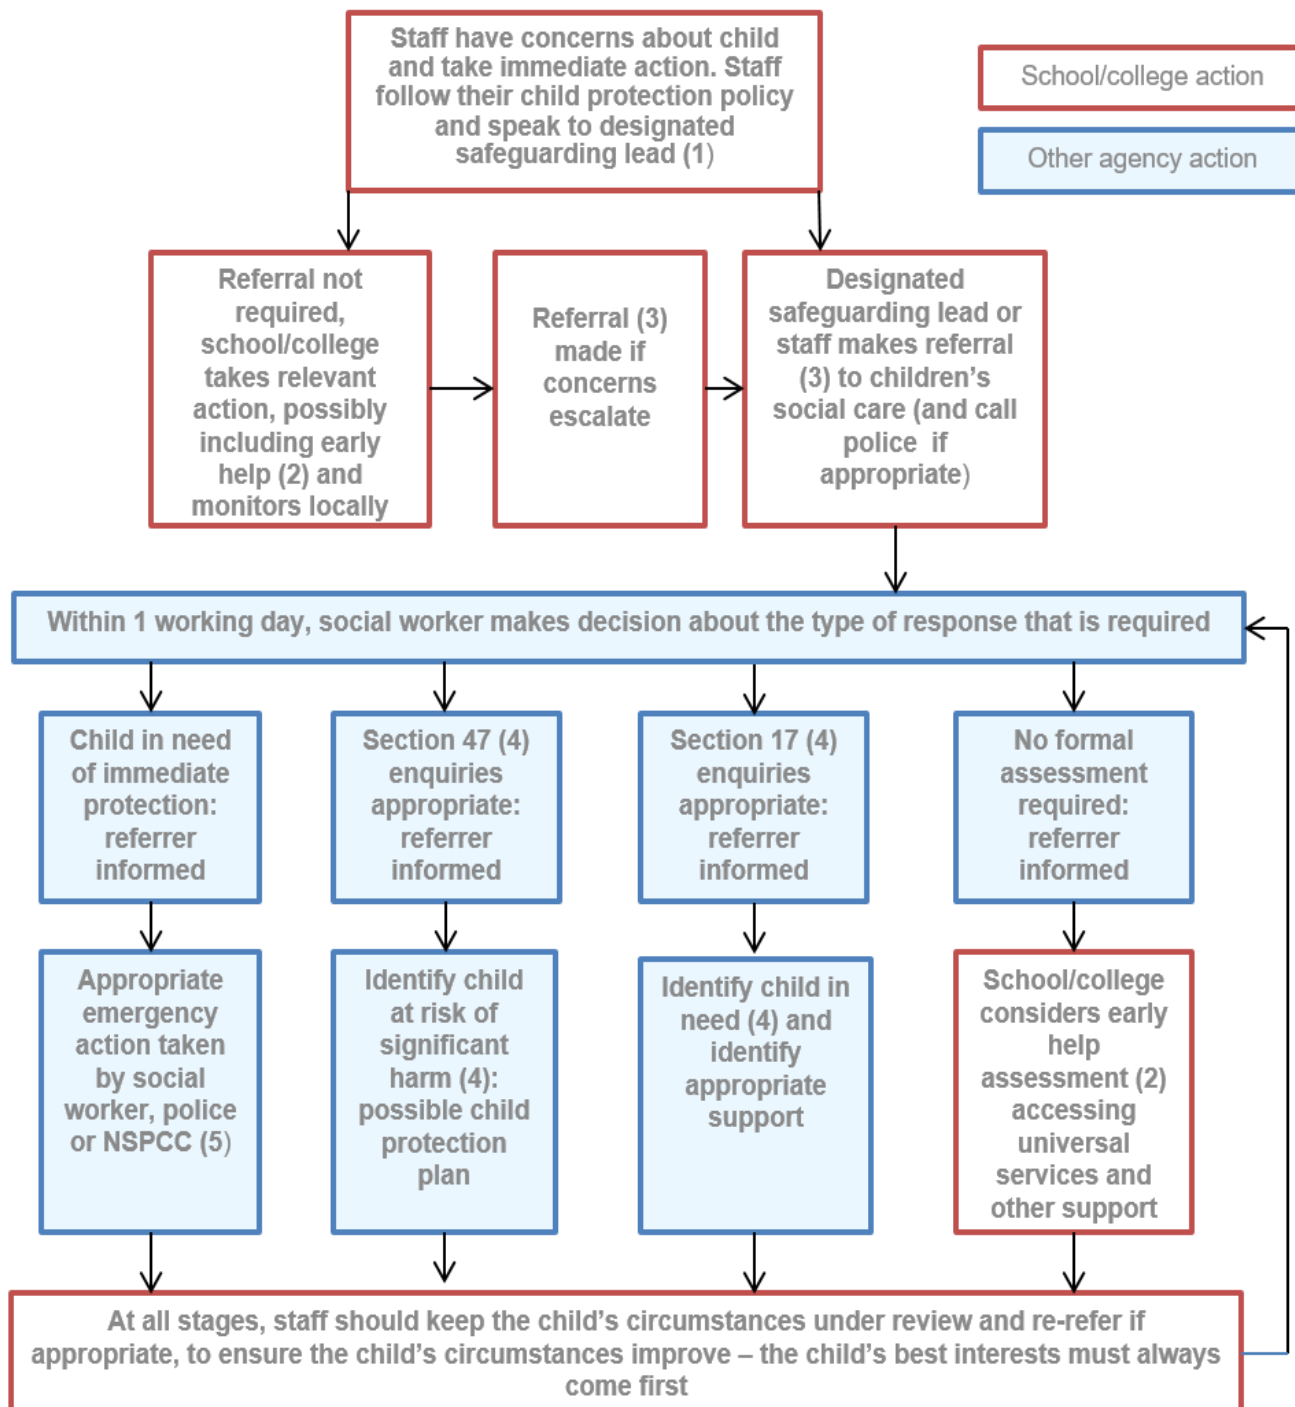 Staff have concerns about child
and take immediate action. Staff
follow their child protection policy
and speak to designated
safeguarding lead (1)
School/college action
Other agency action
Referral not
required,
school/college
takes relevant
action, possibly
including early
help (2) and
monitors locally
Referral (3)
made if
concerns
escalate
Designated
safeguarding lead or
staff makes referral
(3) to children’s
social care (and call
police if
appropriate)
Within 1 working day, social worker makes decision about the type of response that is required
Child in need
of immediate
protection:
referrer
informed
Section 47 (4)
enquiries
appropriate:
referrer
informed
Section 17 (4)
enquiries
appropriate:
referrer
informed
No formal
assessment
required:
referrer
informed
Appropriate
emergency
action taken
by social
worker, police
or NSPCC (5)
Identify child
at risk of
significant
harm (4):
possible child
protection
plan
Identify child in
need (4) and
identify
appropriate
support
School/college
considers early
help
assessment (2)
accessing
universal
services and
other support
At all stages, staff should keep the child’s circumstances under review and re-refer if
appropriate, to ensure the child’s circumstances improve – the child’s best interests must always
come first